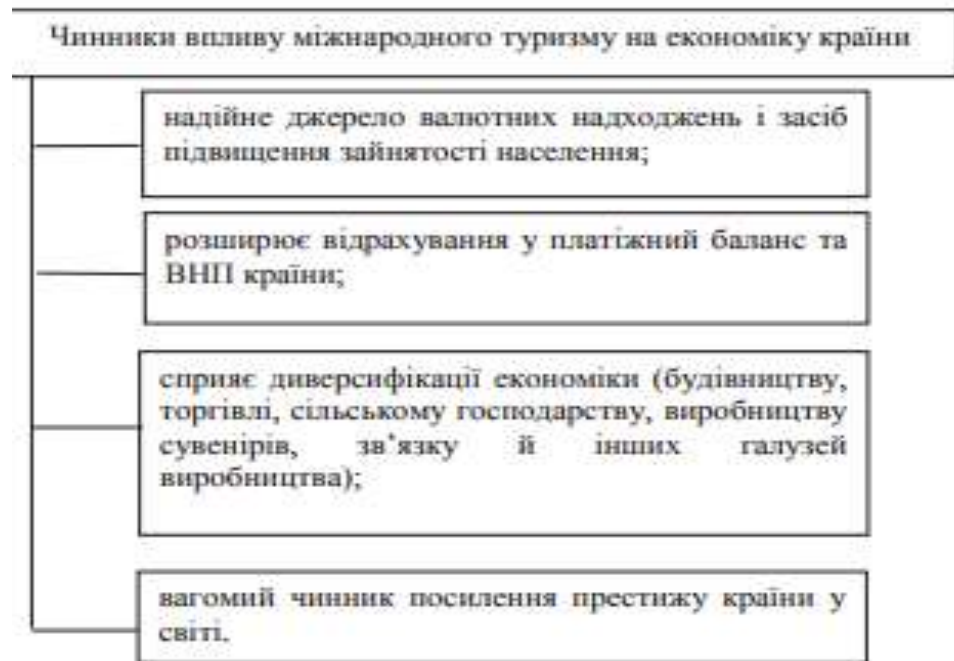 Чинники впливу міжнародного туризму на економіку країни
надійне джерело валютних надходжень і засіб
підвищення зайнятості населення;
розширює відрахування у платіжний баланс та
ВНП країни;
сприяє диверсифікації економіки (будівництву,
торгівлі, сільському господарству, виробництву
сувенірів, зв’язку й інших галузей
виробництва);
вагомий чинник посилення престижу країни у
світі.